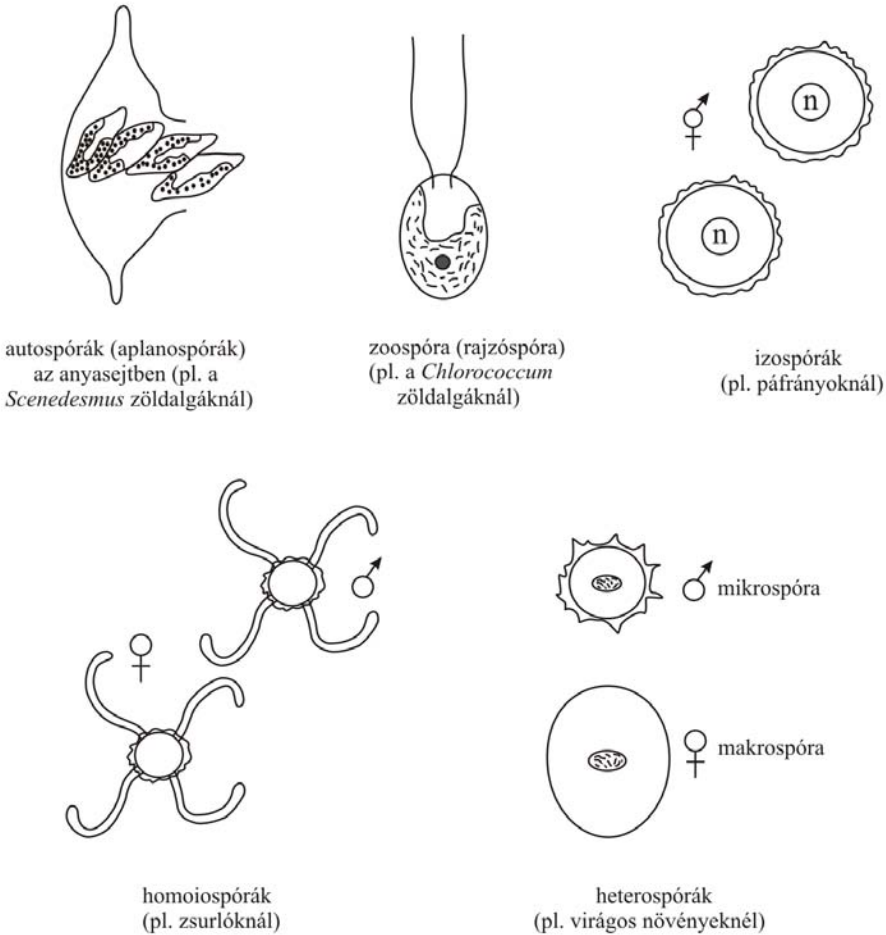 n
n
autospórák (aplanospórák)
az anyasejtben (pl. a
Scenedesmus zöldalgáknál)
zoospóra (rajzóspóra)
(pl. a Chlorococcum
zöldalgáknál)
izospórák
(pl. páfrányoknál)
mikrospóra
makrospóra
homoiospórák
(pl. zsurlóknál)
heterospórák
(pl. virágos növényeknél)